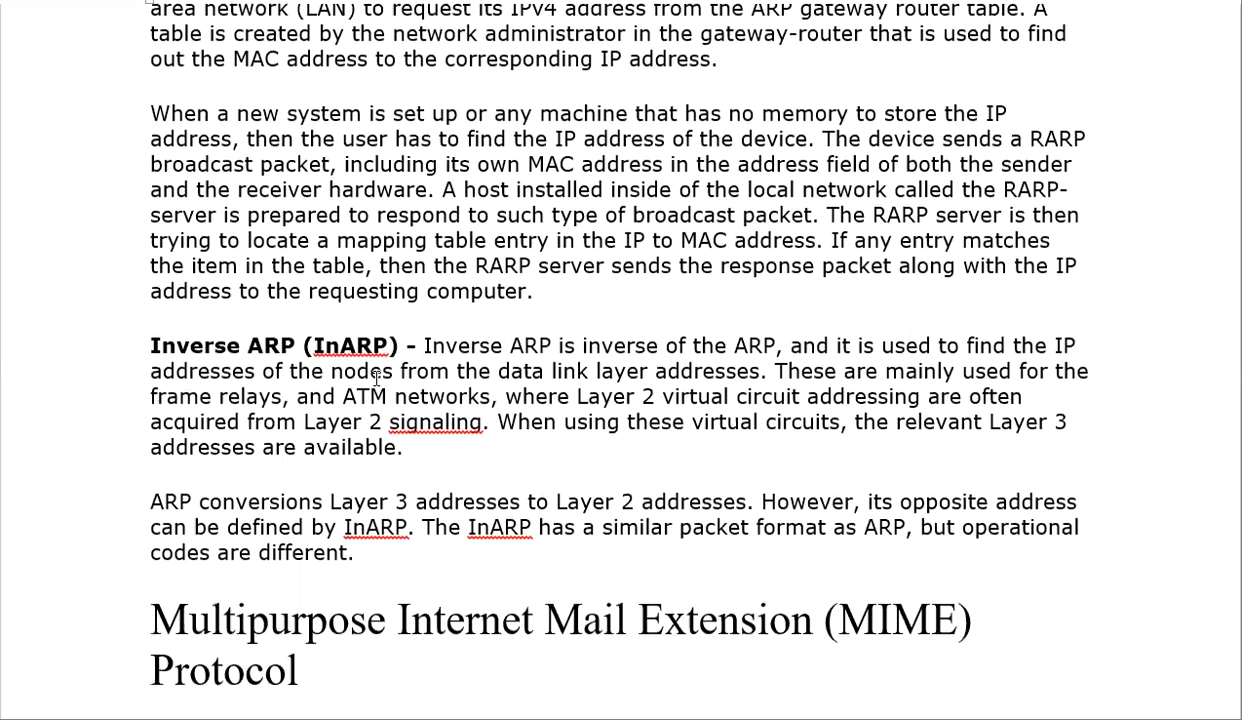 area network (LAN) to request its IPv4 address from the ARP gateway router table. A
table is created by the network administrator in the gateway-router that is used to find
out the MAC address to the corresponding IP address.
When a new system is set up or any machine that has no memory to store the IP
address, then the user has to find the IP address of the device. The device sends a RARP
broadcast packet, including its own MAC address in the address field of both the sender
and the receiver hardware. A host installed inside of the local network called the RARP-
server is prepared to respond to such type of broadcast packet. The RARP server is then
trying to locate a mapping table entry in the IP to MAC address. If any entry matches
the item in the table, then the RARP server sends the response packet along with the IP
address to the requesting computer.
Inverse ARP (InARP) - Inverse ARP is inverse of the ARP, and it is used to find the IP
addresses of the nodes from the data link layer addresses. These are mainly used for the
frame relays, and ATM networks, where Layer 2 virtual circuit addressing are often
acquired from Layer 2 signaling. When using these virtual circuits, the relevant Layer 3
addresses are available.
ARP conversions Layer 3 addresses to Layer 2 addresses. However, its opposite address
can be defined by InARP. The InARP has a similar packet format as ARP, but operational
codes are different.
Multipurpose Internet Mail Extension (MIME)
Protocol